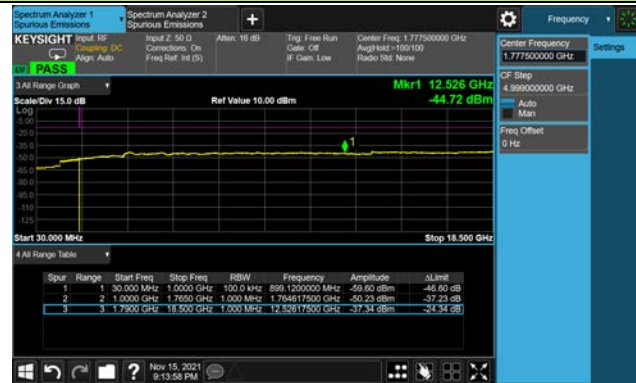 Spectrum Analyzer 1
Spurious Emissions
Spectrum Analyzer 2
Spurious Emissions
+
Frequency
KEYSIGHT
Input: RF
Coupling: DC
Align: Auto
Input Z: 50 Ω
Corrections: On
Freq Ref: Int (S)
Atten: 16 dB
Trig: Free Run
Gate: Off
IF Gain: Low
Center Freq: 1.777500000 GHz
Avg|Hold:>100/100
Radio Std: None
PASS
Center Frequency
1.777500000 GHz
Settings
CF Step
4.999000000 GHz
Auto
Man
Freq Offset
0 Hz
3 All Range Graph
Mkr1 12.526 GHz
-44.72 dBm
Scale/Div 15.0 dB
Ref Value 10.00 dBm
Log
-5.00
-20.0
-35.0
-50.0
-65.0
-80.0
-95.0
-110
-125
1
Start 30.000 MHz
Stop 18.500 GHz
4 All Range Table
Spur Range Start Freq Stop Freq RBW Frequency Amplitude ΔLimit
1 1 30.000 MHz 1.0000 GHz 100.0 kHz 899.1200000 MHz -59.60 dBm -46.60 dB
2 2 1.0000 GHz 1.7650 GHz 1.000 MHz 1.764617500 GHz -50.23 dBm -37.23 dB
3 3 1.7900 GHz 18.500 GHz 1.000 MHz 12.52617500 GHz -37.34 dBm -24.34 dB
?
Nov 15, 2021
9:13:58 PM